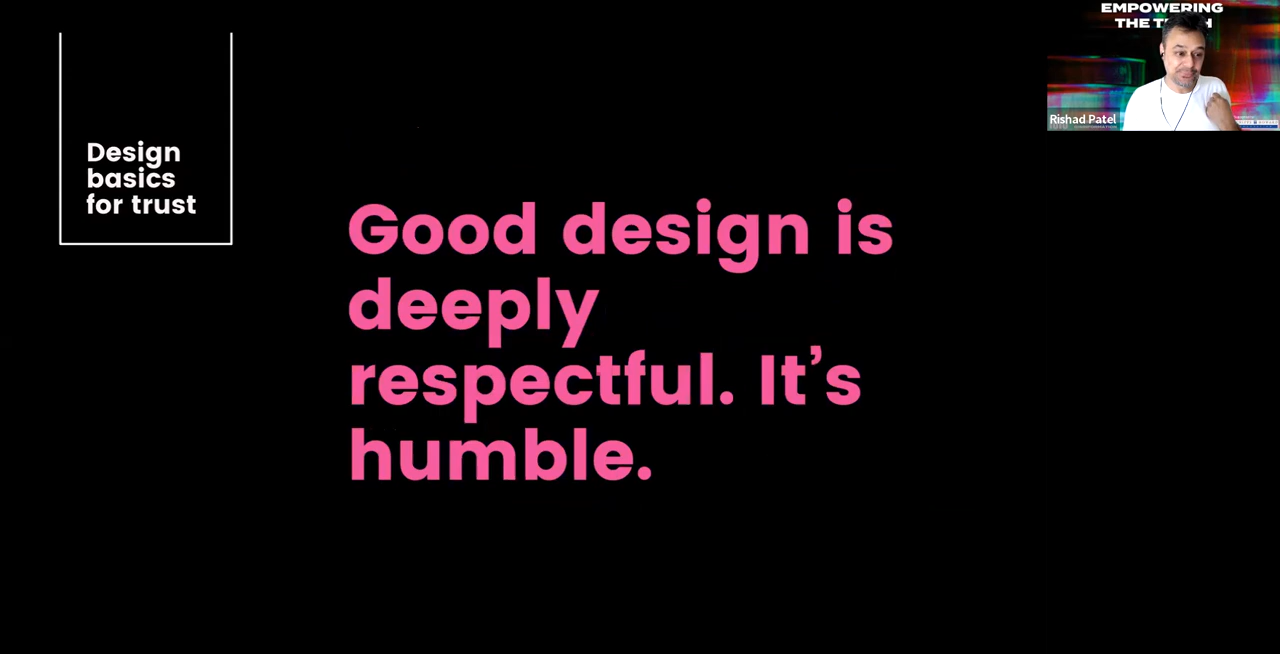 Design
basics
for trust
Good design is
deeply
respectful. It’s
humble.
EMPOWERING
Rishad Patel